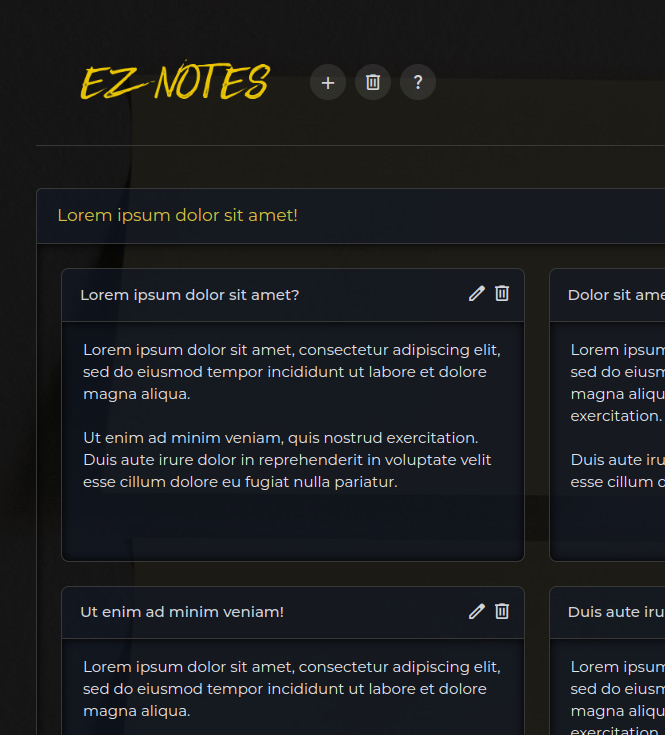 EZ-NOTES
?
Lorem ipsum dolor sit amet!
Lorem ipsum dolor sit amet?
Lorem ipsum dolor sit amet, consectetur adipiscing elit,
sed do eiusmod tempor incididunt ut labore et dolore
magna aliqua.
Ut enim ad minim veniam, quis nostrud exercitation.
Duis aute irure dolor in reprehenderit in voluptate velit
esse cillum dolore eu fugiat nulla pariatur.
Dolor sit ame
Lorem ipsum
sed do eiusm
magna aliqu
exercitation.
Duis aute iru
esse cillum d
Ut enim ad minim veniam!
Lorem ipsum dolor sit amet, consectetur adipiscing elit,
sed do eiusmod tempor incididunt ut labore et dolore
magna aliqua.
Duis aute iru
Lorem ipsum
sed do eiusm
magna aliqu
exercitation